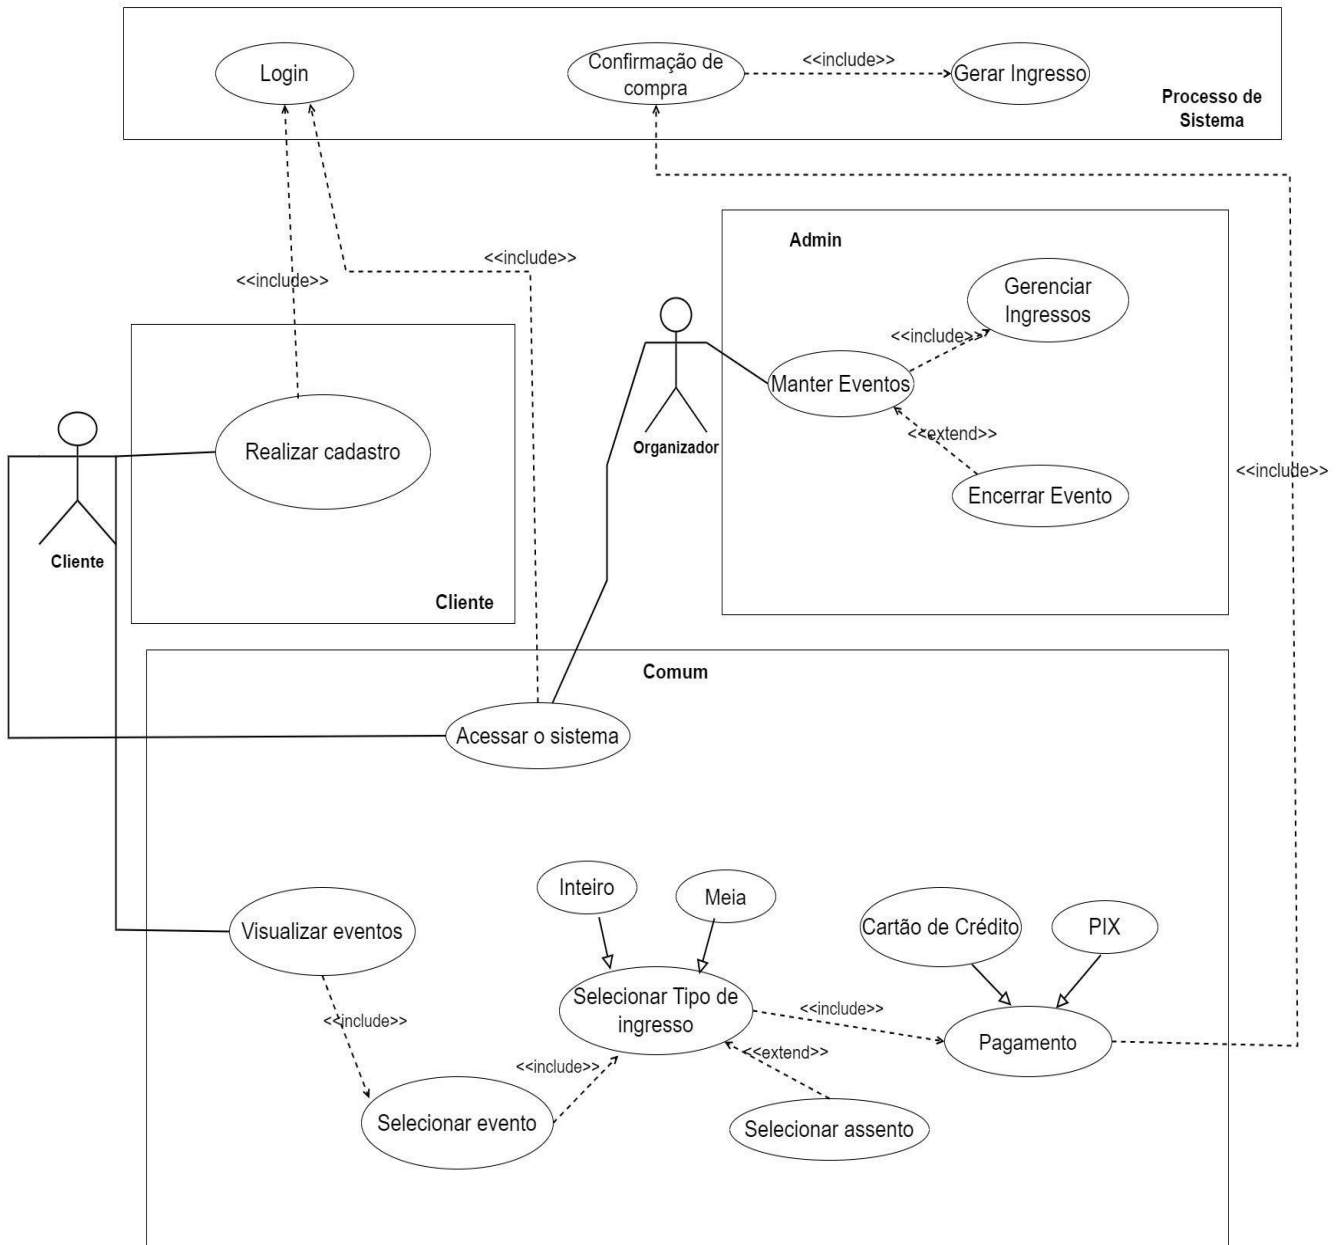 Login
Confirmação de
compra
<<include>>
Gerar Ingresso
Processo de
Sistema
<<include>>
<<include>>
Admin
Gerenciar
Ingressos
<<include>>
Manter Eventos
<<extend>>
Encerrar Evento
Organizador
<<include>>
Realizar cadastro
Cliente
Cliente
Comum
Acessar o sistema
Inteiro
Meia
Cartão de Crédito
PIX
Visualizar eventos
Selecionar Tipo de
ingresso
<<include>>
Pagamento
<<include>>
<<include>>
<<extend>>
Selecionar evento
Selecionar assento